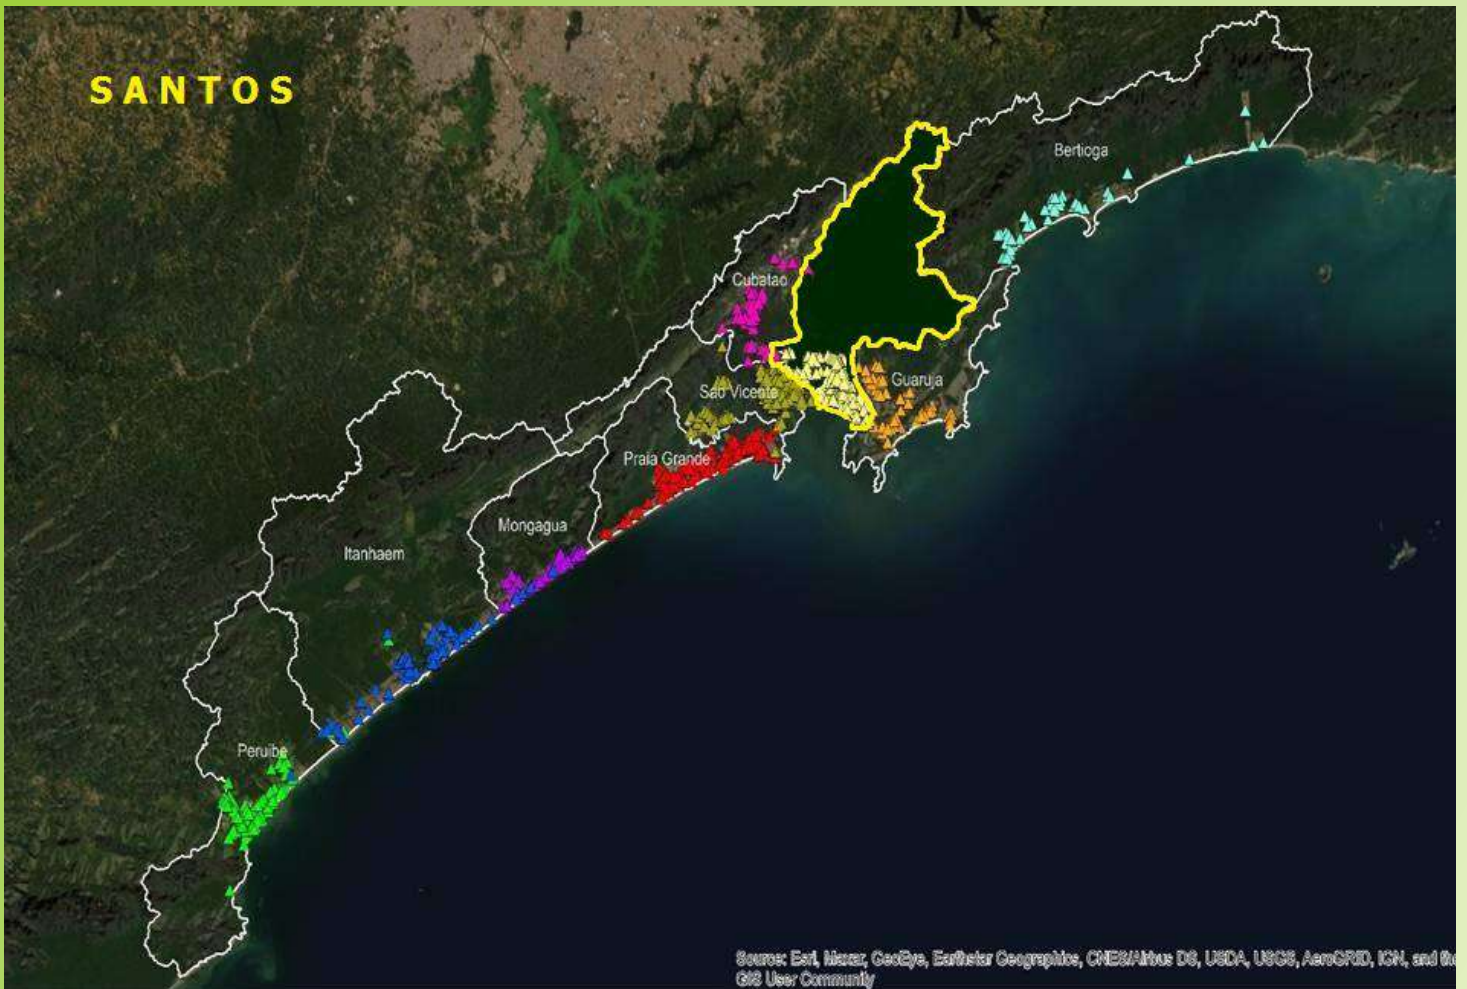 SANTOS
Bertioga
Cubatao
Guaruja
Sao Vicente
Praia Grande
Mongagua
Itanhaem
Peruibe
Source: Esri, Maxar, GeoEye, Earthstar Geographics, CNES/Airbus DS, USDA, USGS, AeroGRID, IGN, and the
GIS User Community